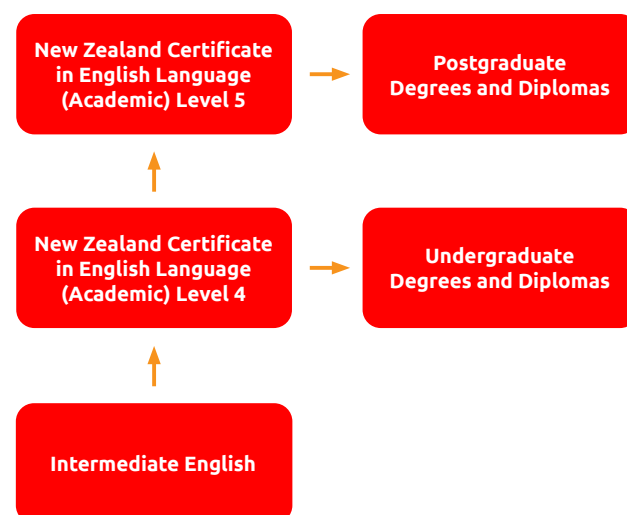 New Zealand Certificate
in English Language
(Academic) Level 5
Postgraduate
Degrees and Diplomas
New Zealand Certificate
in English Language
(Academic) Level 4
Undergraduate
Degrees and Diplomas
Intermediate English